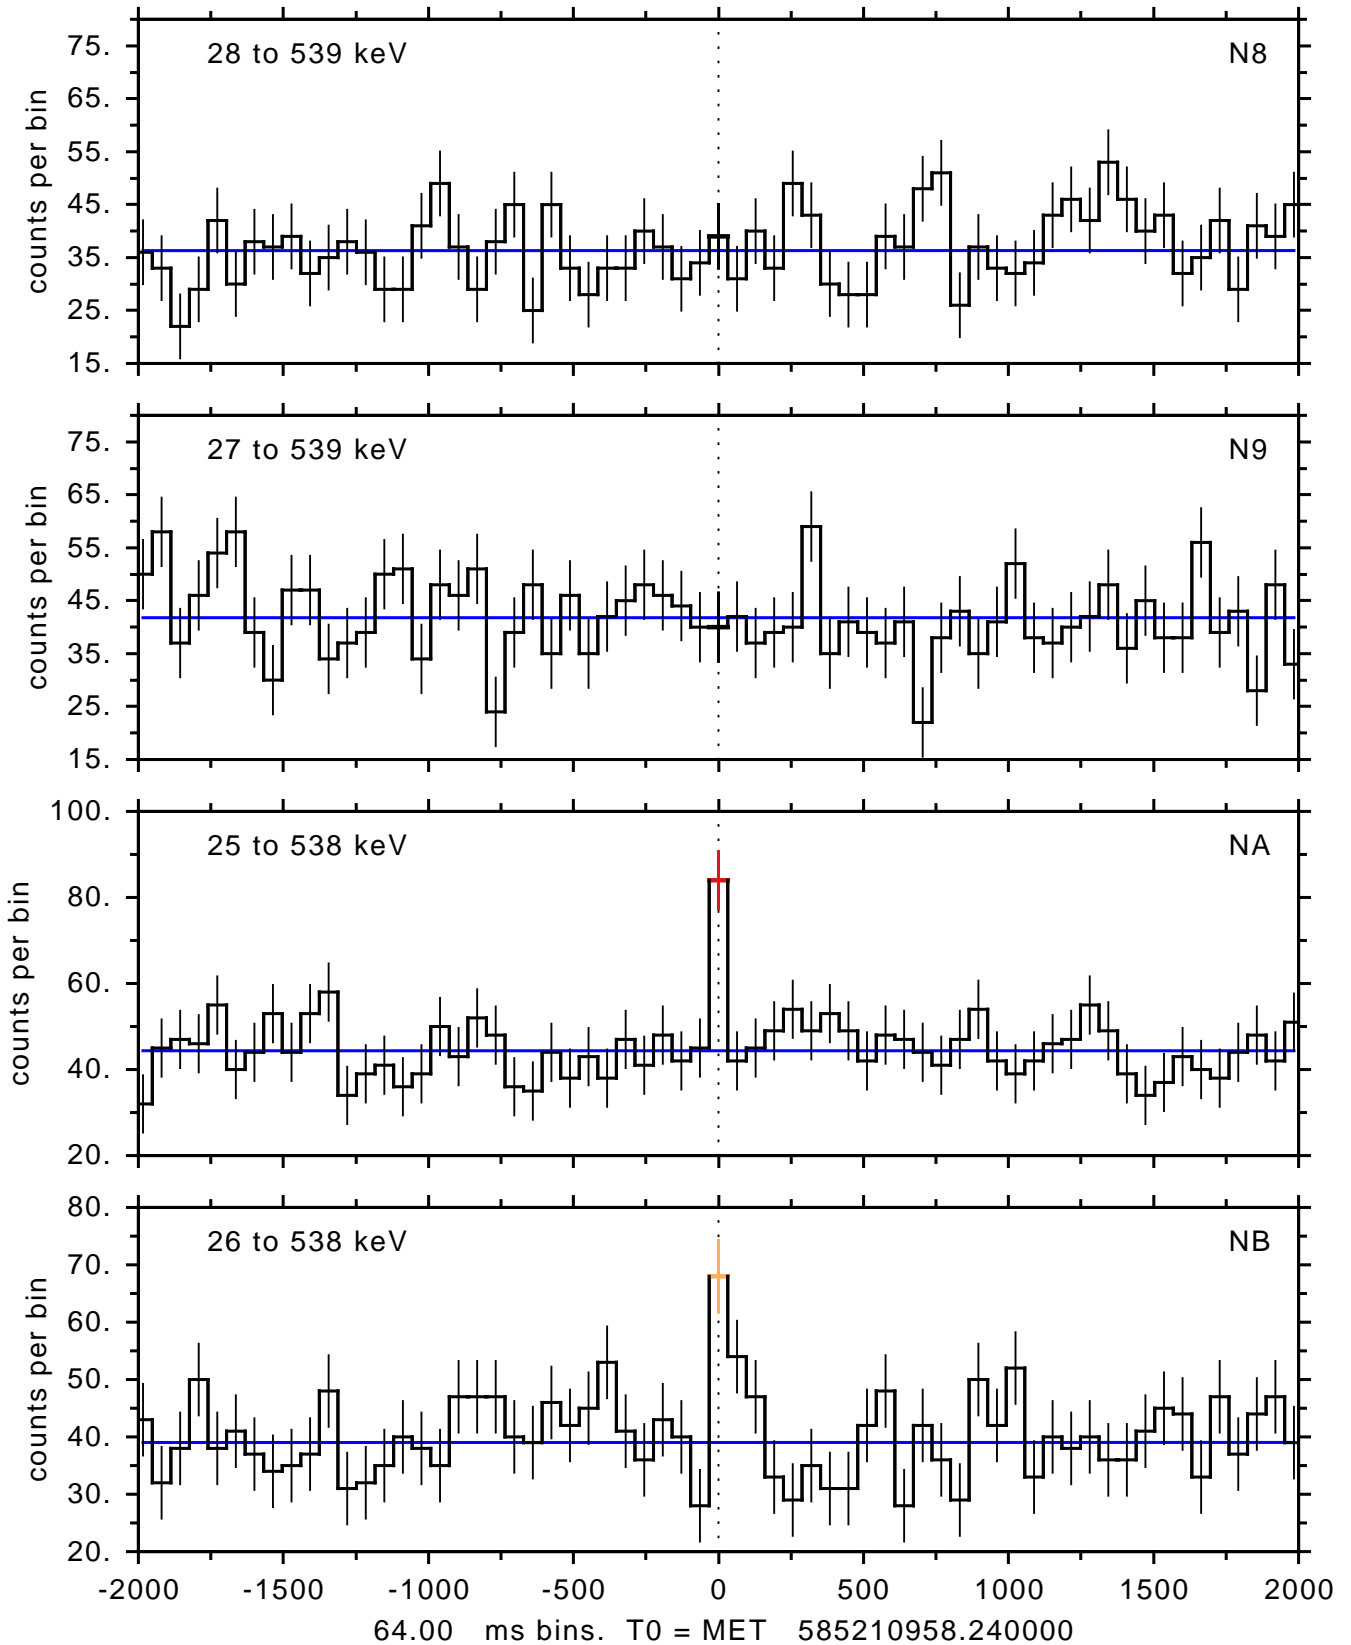 28 to 539 keV N8
75.
65.
55.
45.
35.
25.
15.
counts per bin
27 to 539 keV N9
75.
65.
55.
45.
35.
25.
15.
counts per bin
25 to 538 keV NA
100.
80.
60.
40.
20.
counts per bin
26 to 538 keV NB
80.
70.
60.
50.
40.
30.
20.
counts per bin
-2000 -1500 -1000 -500 0 500 1000 1500 2000
64.00 ms bins. T0 = MET 585210958.240000